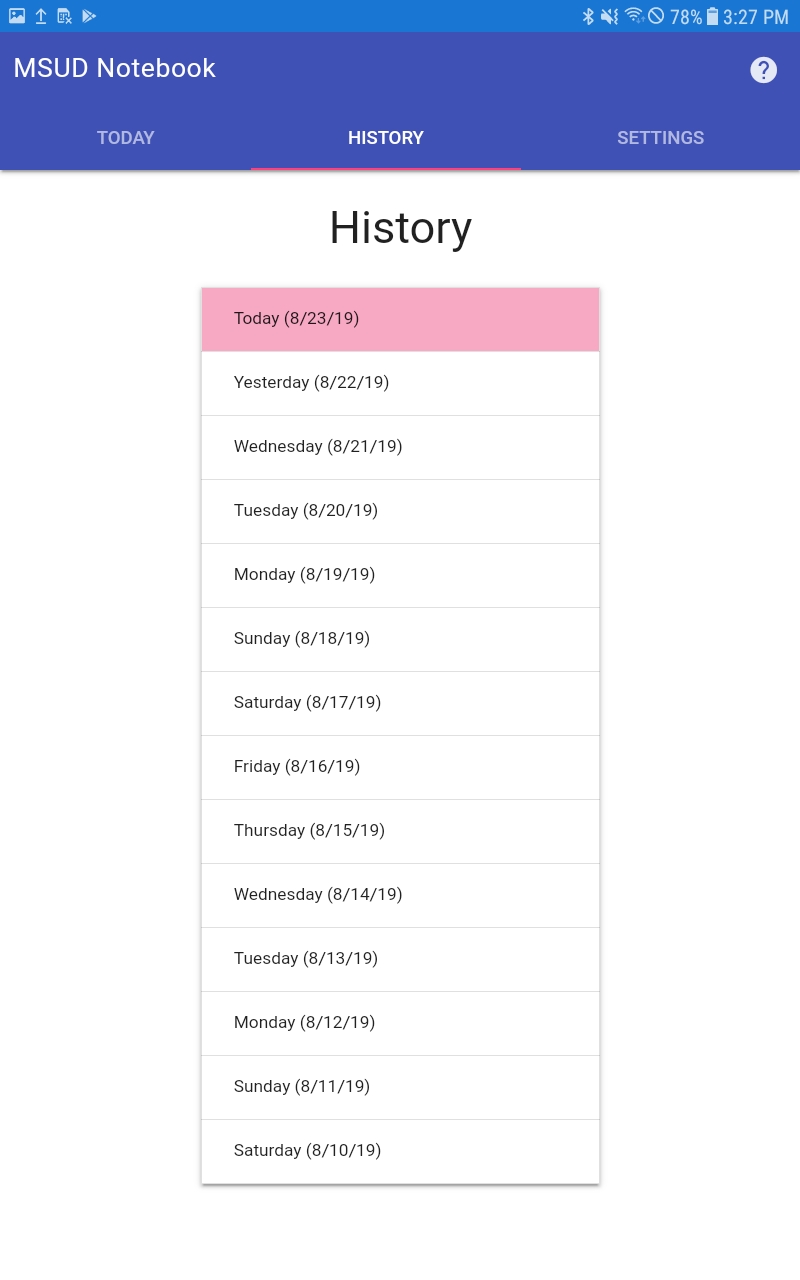 78% 3:27 PM
MSUD Notebook
?
TODAY HISTORY SETTINGS
History
Today (8/23/19)
Yesterday (8/22/19)
Wednesday (8/21/19)
Tuesday (8/20/19)
Monday (8/19/19)
Sunday (8/18/19)
Saturday (8/17/19)
Friday (8/16/19)
Thursday (8/15/19)
Wednesday (8/14/19)
Tuesday (8/13/19)
Monday (8/12/19)
Sunday (8/11/19)
Saturday (8/10/19)